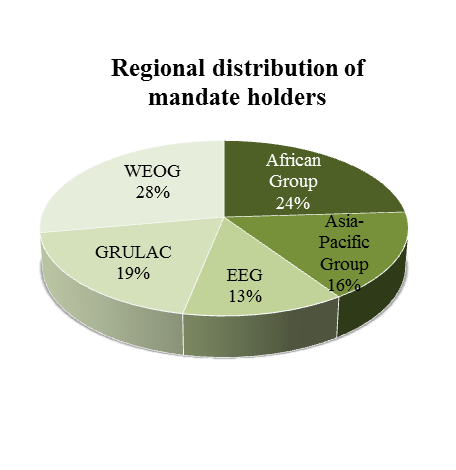 Regional distribution of
mandate holders
African
Group
24%
Asia-
Pacific
Group
16%
EEG
13%
GRULAC
19%
WEOG
28%